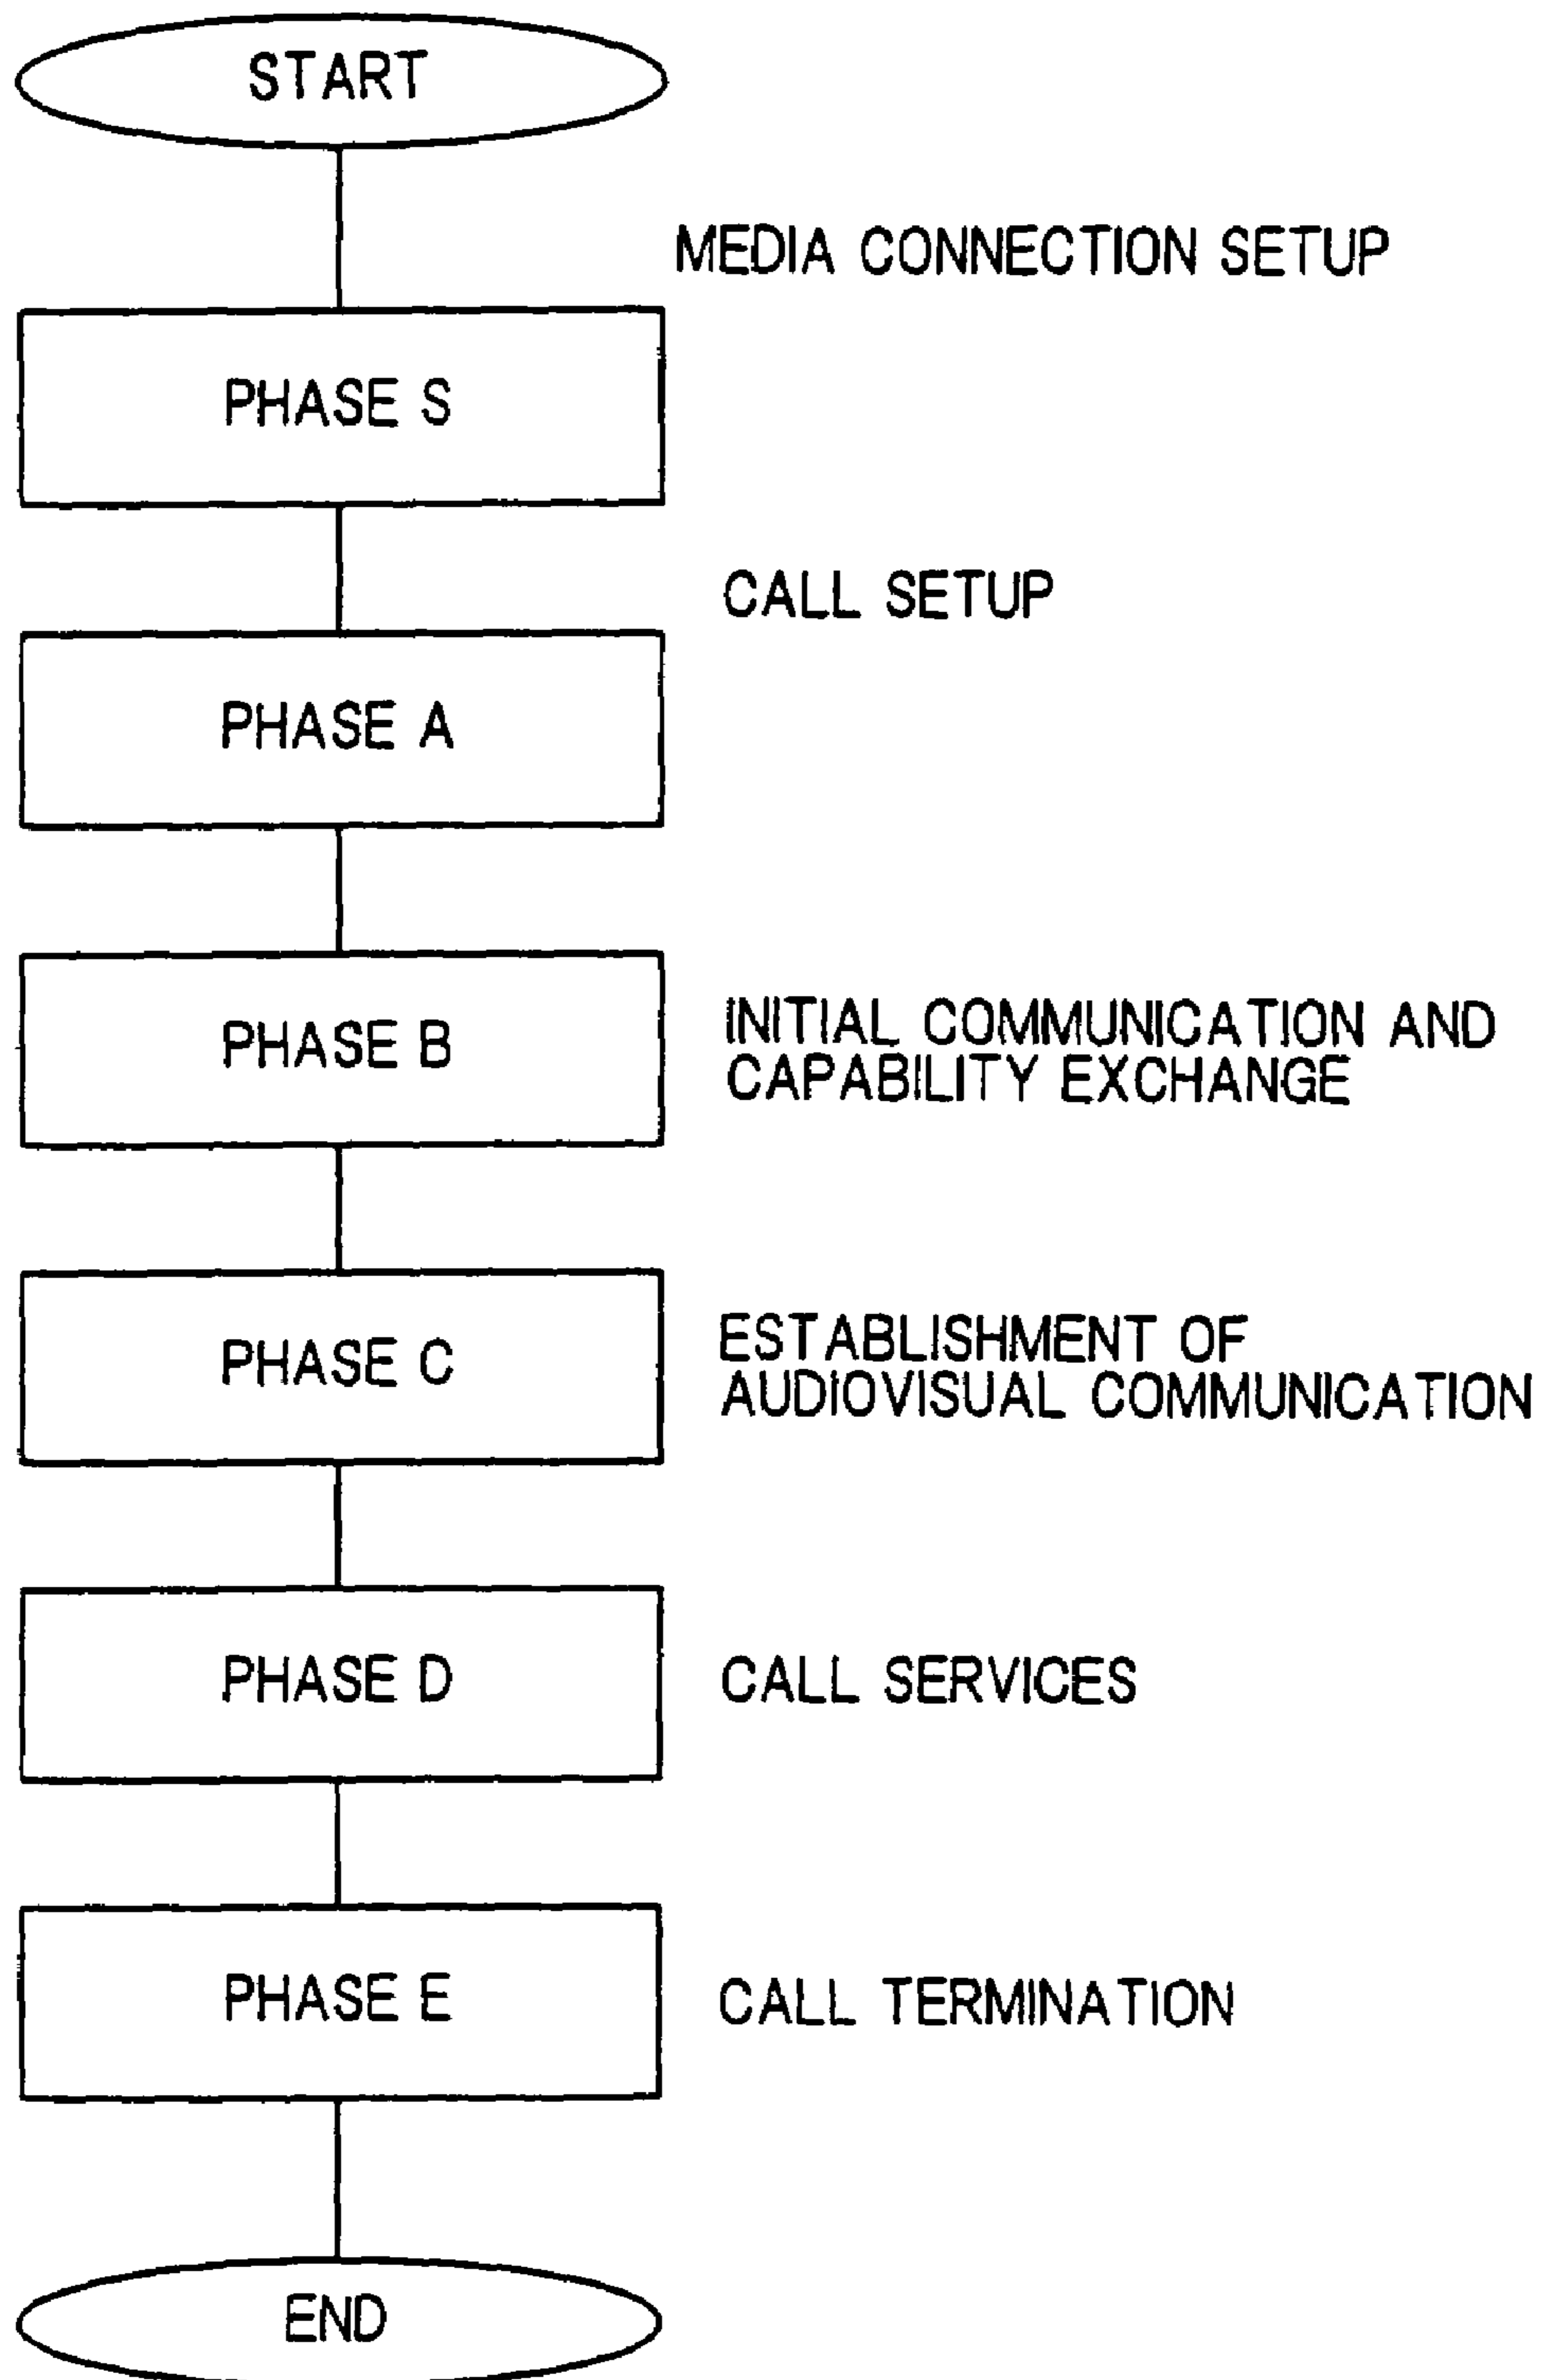 START
MEDIA CONNECTION SETUP
PHASE S
CALL SETUP
PHASE A
PHASE B
INITIAL COMMUNICATION AND
CAPABILITY EXCHANGE
PHASE C
ESTABLISHMENT OF
AUDIOVISUAL COMMUNICATION
PHASE D
CALL SERVICES
PHASE E
CALL TERMINATION
END